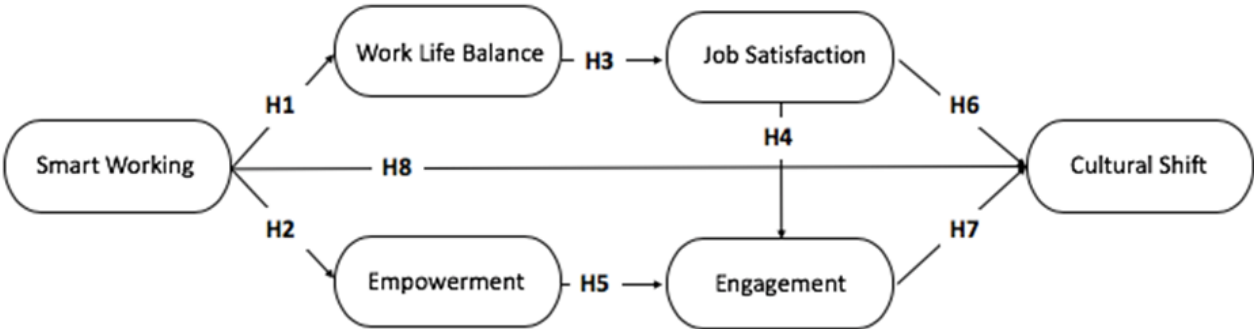 Work Life Balance
H3
Job Satisfaction
H1
H6
H4
Smart Working
H8
Cultural Shift
H2
H7
Empowerment
H5
Engagement